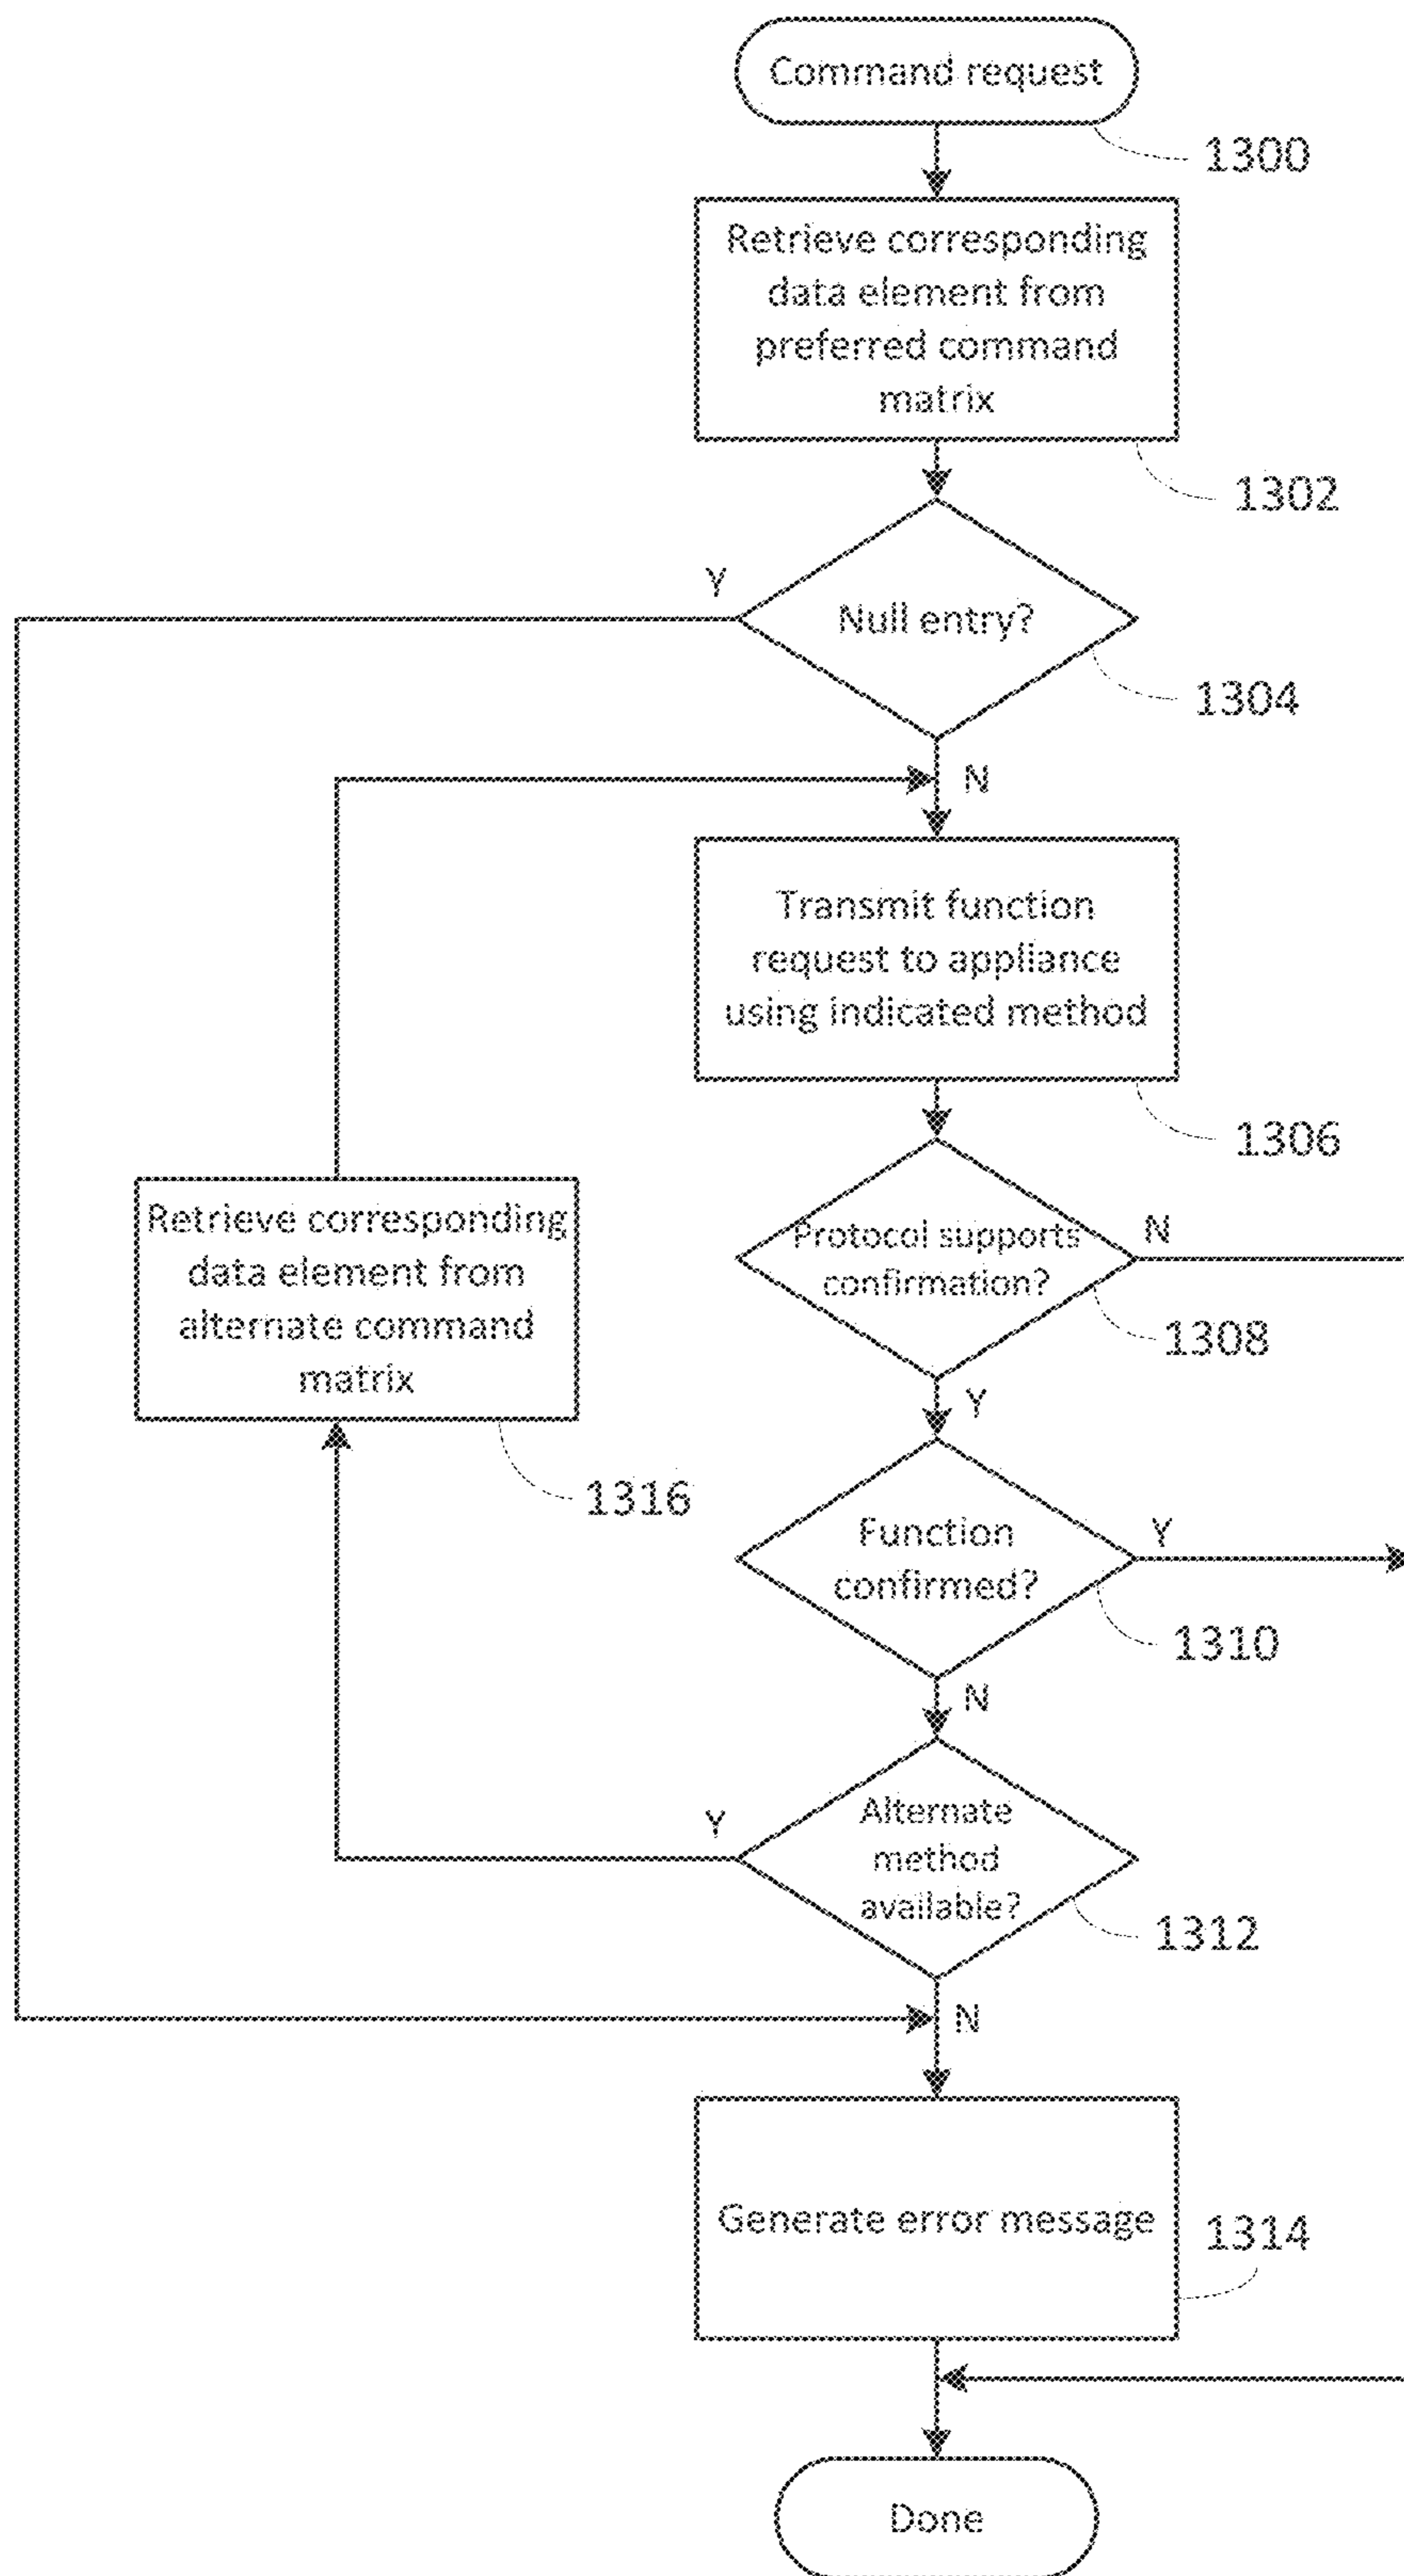 Command request
1300
Retrieve corresponding
data element from
preferred command
matrix
1302
Y
Null entry?
1304
N
Transmit function
request to appliance
using indicated method
1306
Retrieve corresponding
data element from
alternate command
matrix
1316
Protocol supports
confirmation?
N
1308
Y
Function
confirmed?
Y
1310
N
Alternate
method
available?
Y
1312
N
Generate error message
1314
Done